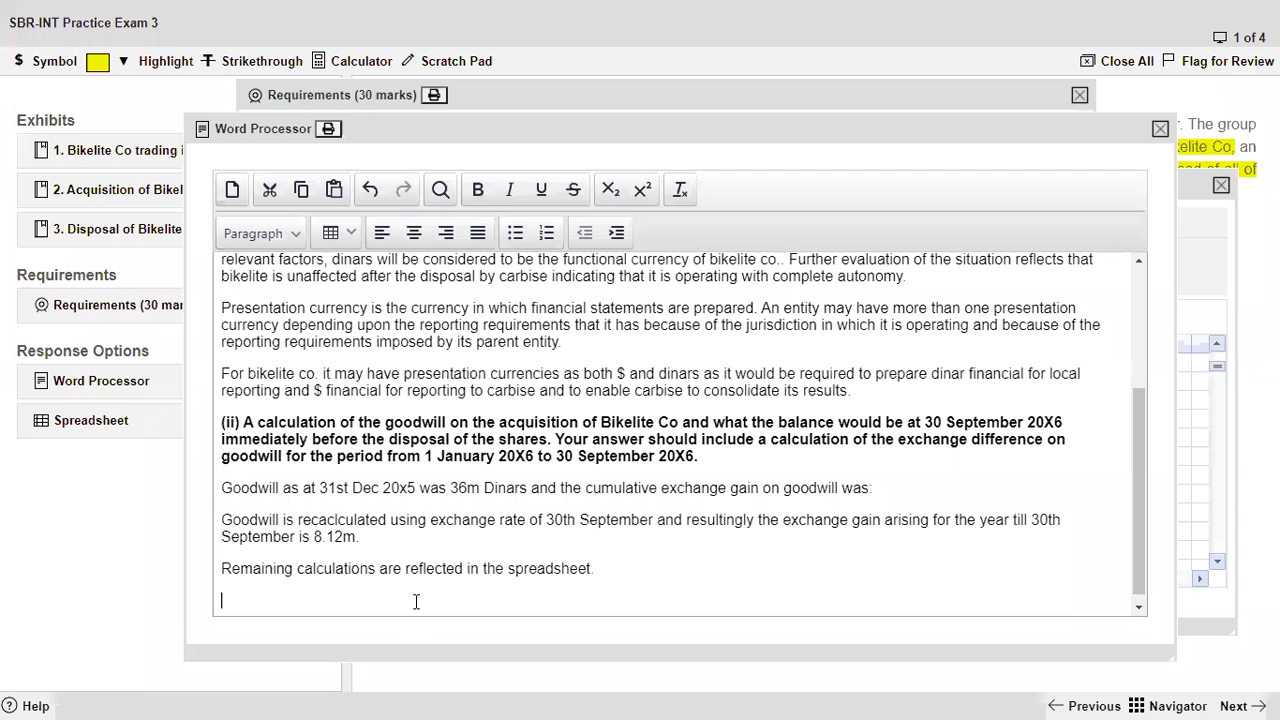 SBR-INT Practice Exam 3
1 of 4
$ Symbol Highlight Strikethrough Calculator Scratch Pad
Close All Flag for Review
Requirements (30 marks)
Exhibits
1. Bikelite Co trading i
2. Acquisition of Bikel
3. Disposal of Bikelite
Requirements
Requirements (30 mar
Response Options
Word Processor
Spreadsheet
r. The group
kelite Co, an
of
Word Processor
B I U S X₂ X² Tx
Paragraph
relevant factors, dinars will be considered to be the functional currency of bikelite co.. Further evaluation of the situation reflects that
bikelite is unaffected after the disposal by carbise indicating that it is operating with complete autonomy.
Presentation currency is the currency in which financial statements are prepared. An entity may have more than one presentation
currency depending upon the reporting requirements that it has because of the jurisdiction in which it is operating and because of the
reporting requirements imposed by its parent entity.
For bikelite co. it may have presentation currencies as both $ and dinars as it would be required to prepare dinar financial for local
reporting and $ financial for reporting to carbise and to enable carbise to consolidate its results.
(ii) A calculation of the goodwill on the acquisition of Bikelite Co and what the balance would be at 30 September 20X6
immediately before the disposal of the shares. Your answer should include a calculation of the exchange difference on
goodwill for the period from 1 January 20X6 to 30 September 20X6.
Goodwill as at 31st Dec 20x5 was 36m Dinars and the cumulative exchange gain on goodwill was:
Goodwill is recaclculated using exchange rate of 30th September and resultingly the exchange gain arising for the year till 30th
September is 8.12m.
Remaining calculations are reflected in the spreadsheet.
Help
Previous Navigator Next